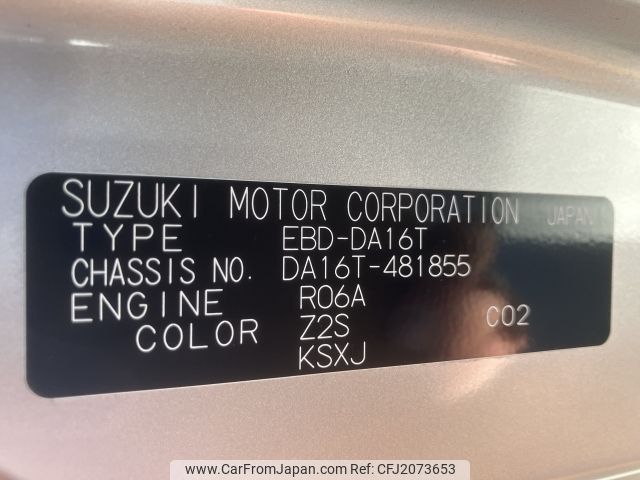 SUZUKI MOTOR CORPORATION JAPAN
TYPE EBD-DA16T
CHASSIS NO. DA16T-481855
ENGINE R06A
COLOR Z2S C02
KSXJ
www.CarFromJapan.com | CarFromJapan - CFJ2073653